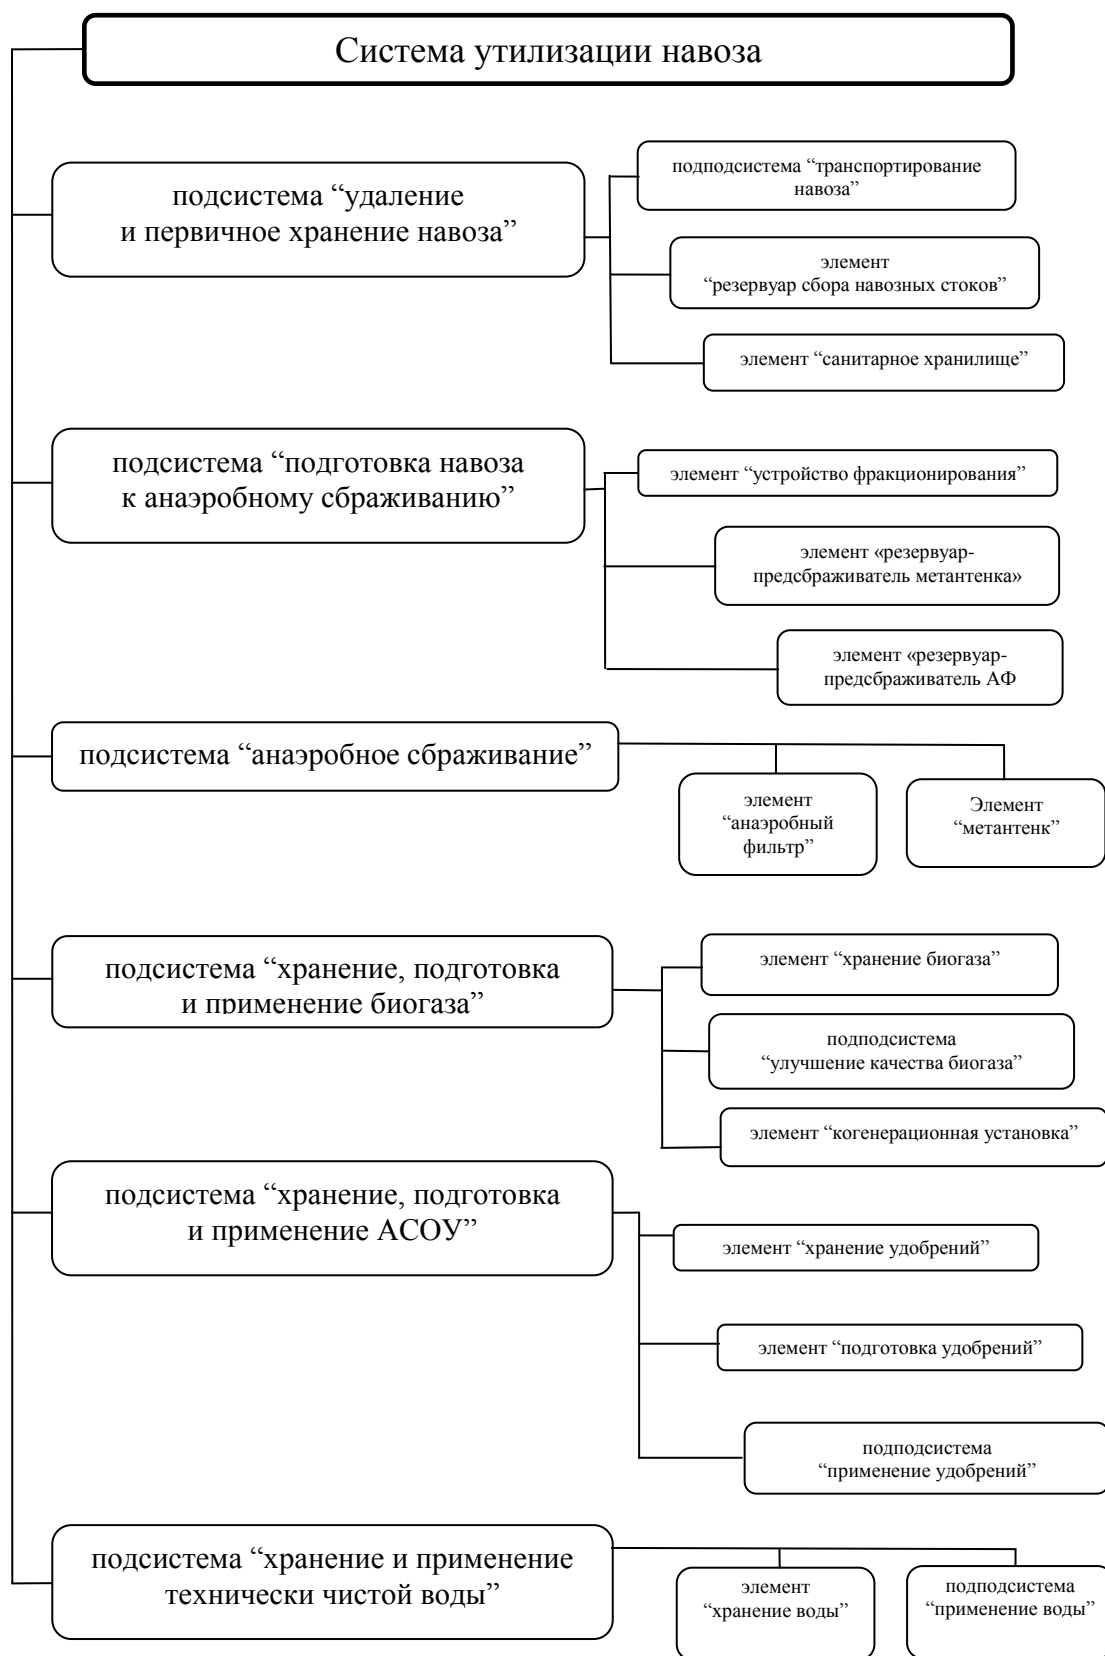 Система утилизации навоза
подсистема “удаление
и первичное хранение навоза”
подподсистема “транспортирование
навоза”
элемент
“резервуар сбора навозных стоков”
элемент “санитарное хранилище”
подсистема “подготовка навоза
к анаэробному сбраживанию”
элемент “устройство фракционирования”
элемент «резервуар-
предсбраживатель метантенка»
элемент «резервуар-
предсбраживатель АФ
подсистема “анаэробное сбраживание”
элемент
“анаэробный
фильтр”
Элемент
“метантенк”
подсистема “хранение, подготовка
и применение биогаза”
элемент “хранение биогаза”
подподсистема
“улучшение качества биогаза”
элемент “когенерационная установка”
подсистема “хранение, подготовка
и применение АСОУ”
элемент “хранение удобрений”
элемент “подготовка удобрений”
подподсистема
“применение удобрений”
подсистема “хранение и применение
технически чистой воды”
элемент
“хранение воды”
подподсистема
“применение воды”